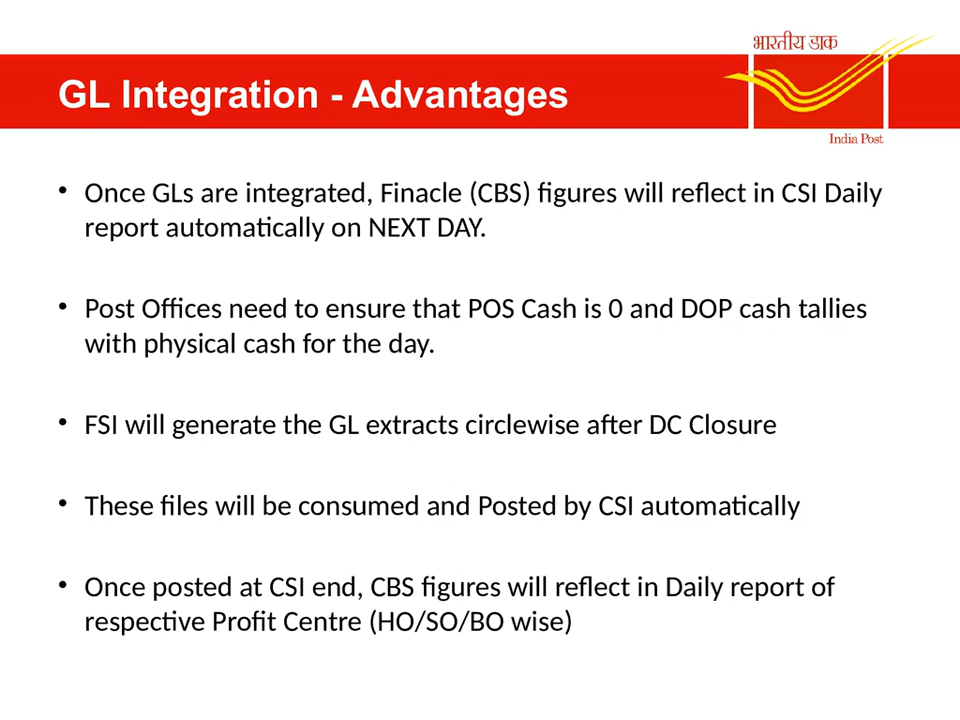 भारतीय डाक
GL Integration - Advantages
India Post
• Once GLs are integrated, Finacle (CBS) figures will reflect in CSI Daily
report automatically on NEXT DAY.
• Post Offices need to ensure that POS Cash is 0 and DOP cash tallies
with physical cash for the day.
• FSI will generate the GL extracts circlewise after DC Closure
• These files will be consumed and Posted by CSI automatically
• Once posted at CSI end, CBS figures will reflect in Daily report of
respective Profit Centre (HO/SO/BO wise)